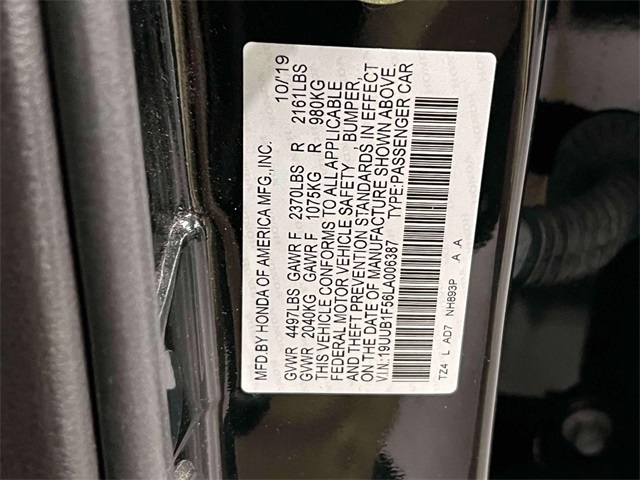 MFD.BY HONDA OF AMERICA MFG.,INC. 10/19
GVWR 4497LBS GAWR F 2370LBS R 2161LBS
GVWR 2040KG GAWR F 1075KG R 980KG
THIS VEHICLE CONFORMS TO ALL APPLICABLE
FEDERAL MOTOR VEHICLE SAFETY , BUMPER,
AND THEFT PREVENTION STANDARDS IN EFFECT
ON THE DATE OF MANUFACTURE SHOWN ABOVE.
V.I.N.:19UUB1F56LA006387 TYPE:PASSENGER CAR
TZ4 L AD7 NH893P A A